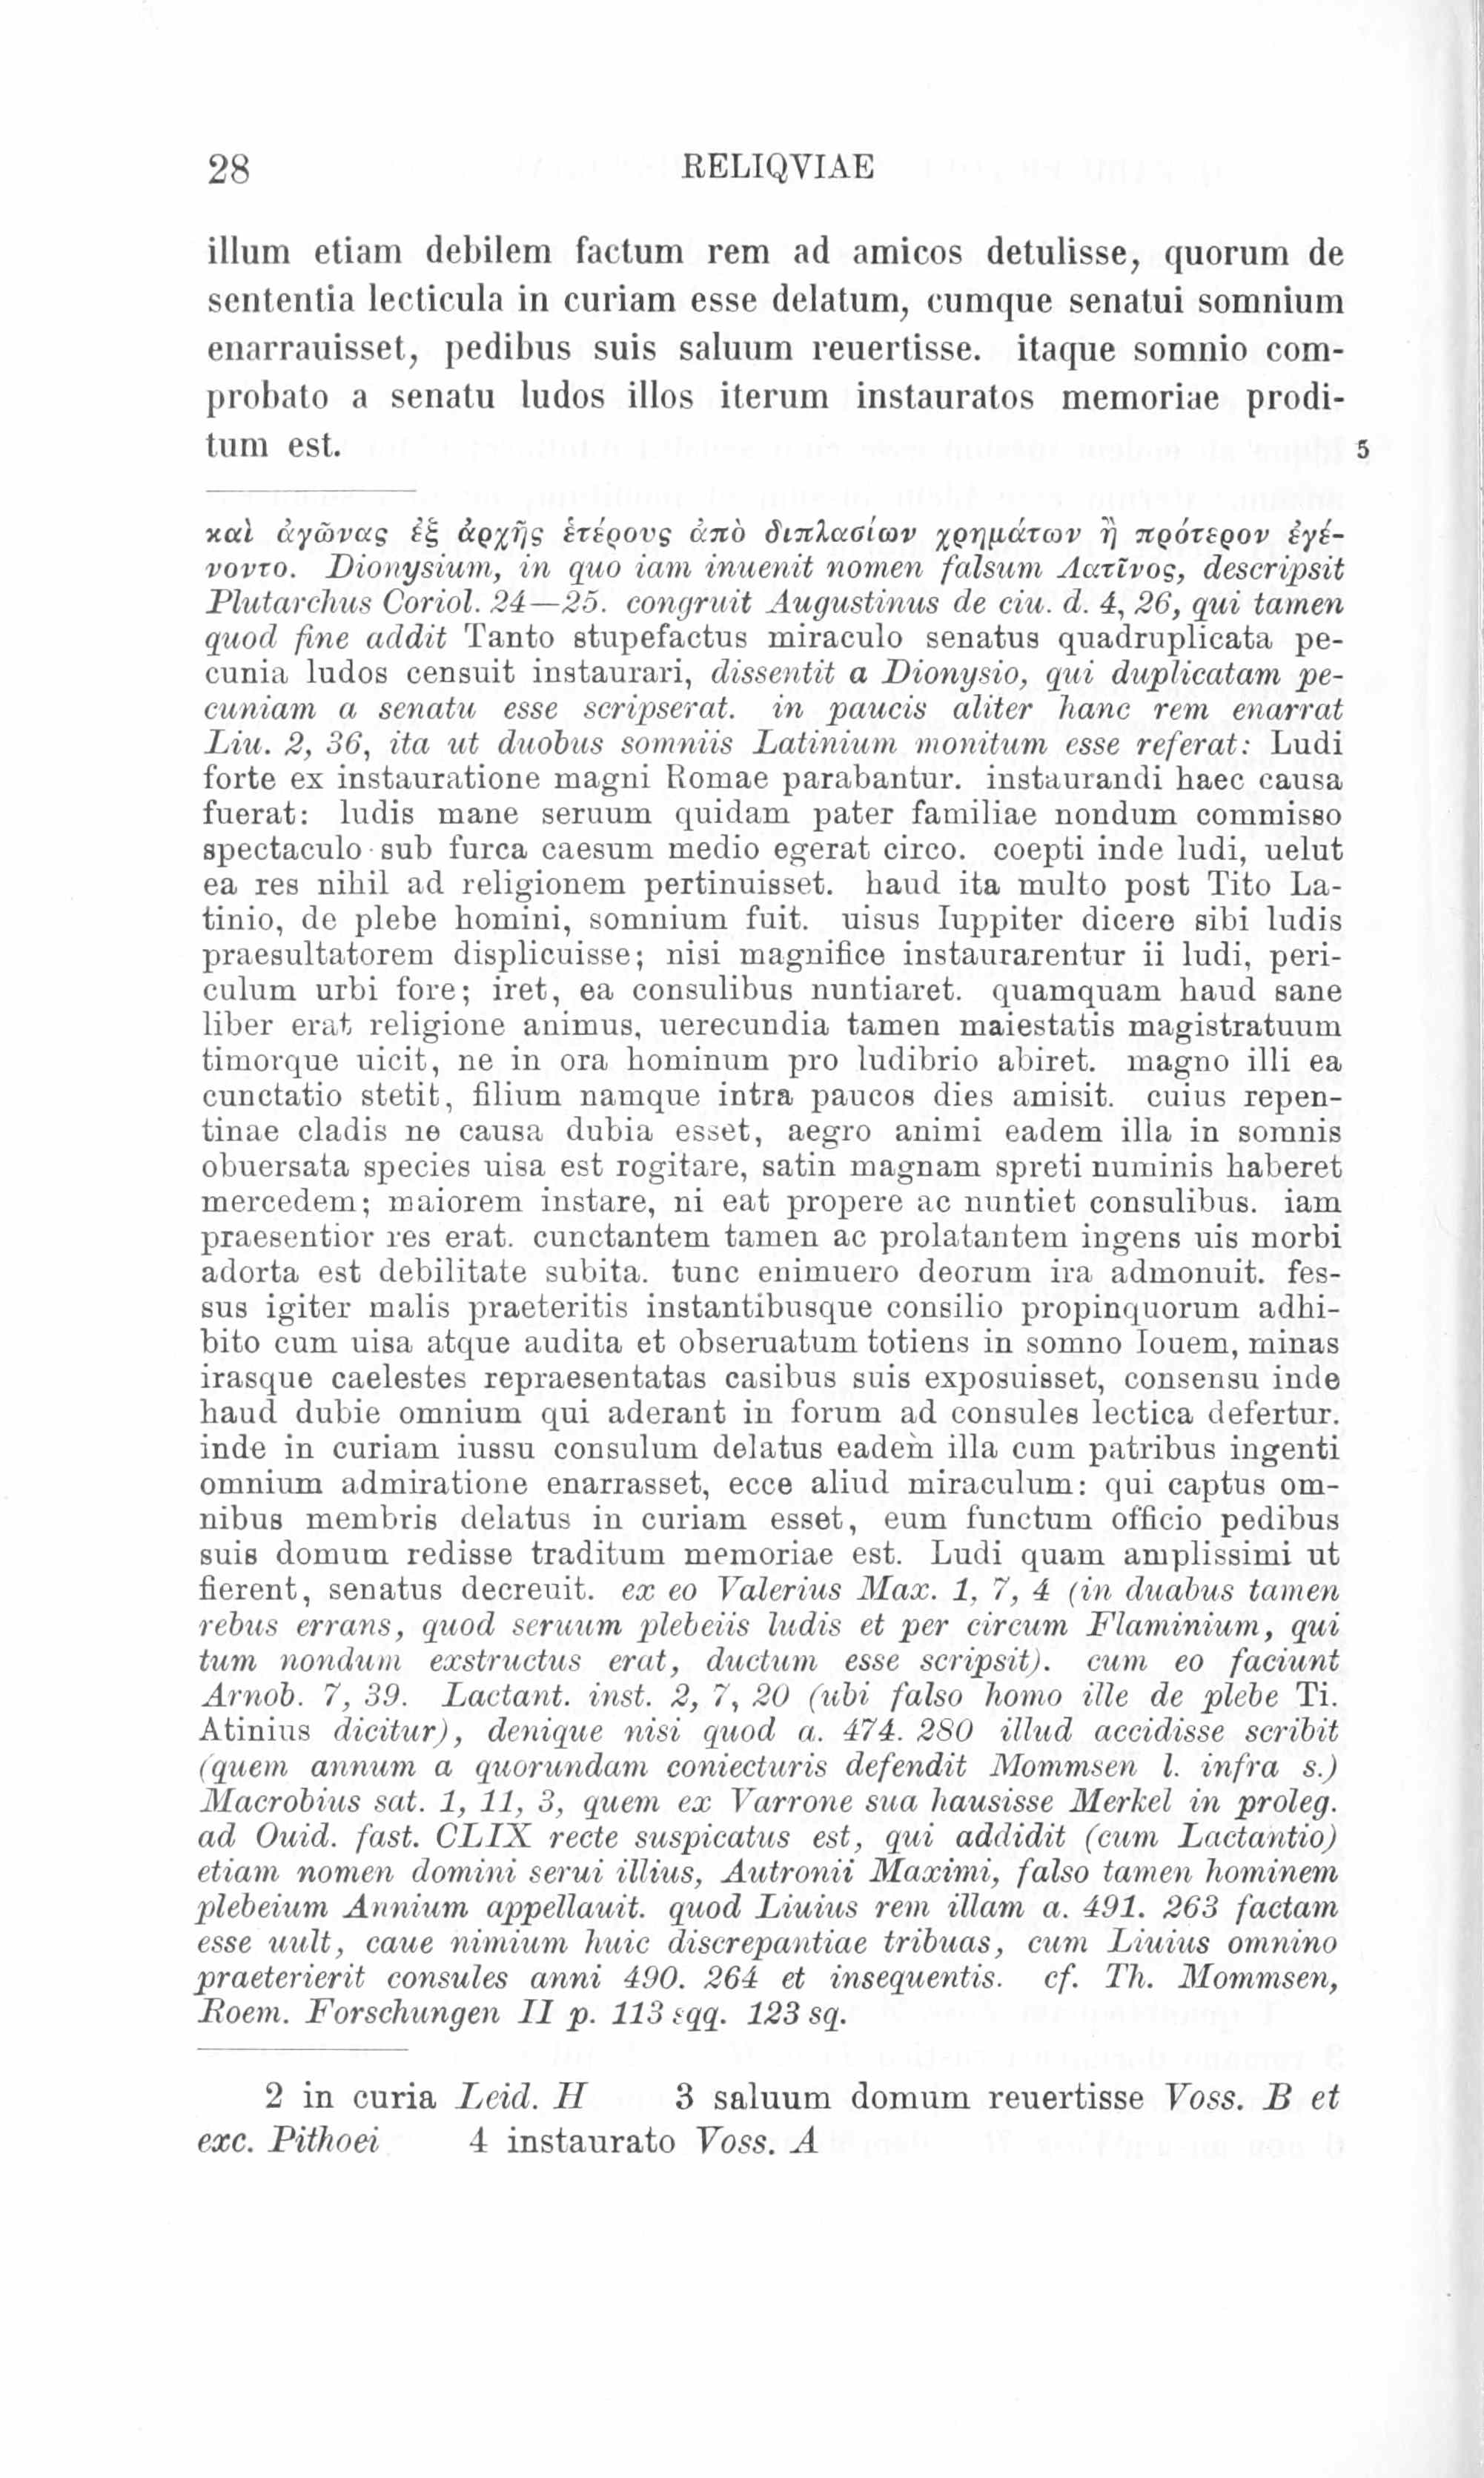 28
RELIQVIAE
illum etiam debilem factum rem ad amicos detulisse, quorum de
sententia lecticula in curiam esse delatum, cumque senatui somnium
enarrauisset, pedibus suis saluum reuertisse. itaque somnio com-
probato a senatu ludos illos iterum instauratos memoriae prodi-
tum est. 5
καὶ ἀγῶνας ἐξ ἀρχῆς ἑτέρους ἀπὸ διπλασίων χρημάτων ἢ πρότερον ἐγέ-
νοντο. Dionysium, in quo iam inuenit nomen falsum Λατῖνος, descripsit
Plutarchus Coriol. 24—25. congruit Augustinus de ciu. d. 4, 26, qui tamen
quod fine addit Tanto stupefactus miraculo senatus quadruplicata pe-
cunia ludos censuit instaurari, dissentit a Dionysio, qui duplicatam pe-
cuniam a senatu esse scripserat. in paucis aliter hanc rem enarrat
Liu. 2, 36, ita ut duobus somniis Latinium monitum esse referat: Ludi
forte ex instauratione magni Romae parabantur. instaurandi haec causa
fuerat: ludis mane seruum quidam pater familiae nondum commisso
spectaculo sub furca caesum medio egerat circo. coepti inde ludi, uelut
ea res nihil ad religionem pertinuisset. haud ita multo post Tito La-
tinio, de plebe homini, somnium fuit. uisus Iuppiter dicere sibi ludis
praesultatorem displicuisse; nisi magnifice instaurarentur ii ludi, peri-
culum urbi fore; iret, ea consulibus nuntiaret. quamquam haud sane
liber erat religione animus, uerecundia tamen maiestatis magistratuum
timorque uicit, ne in ora hominum pro ludibrio abiret. magno illi ea
cunctatio stetit, filium namque intra paucos dies amisit. cuius repen-
tinae cladis ne causa dubia esset, aegro animi eadem illa in somnis
obuersata species uisa est rogitare, satin magnam spreti numinis haberet
mercedem; maiorem instare, ni eat propere ac nuntiet consulibus. iam
praesentior res erat. cunctantem tamen ac prolatantem ingens uis morbi
adorta est debilitate subita. tunc enimuero deorum ira admonuit. fes-
sus igiter malis praeteritis instantibusque consilio propinquorum adhi-
bito cum uisa atque audita et obseruatum totiens in somno Iouem, minas
irasque caelestes repraesentatas casibus suis exposuisset, consensu inde
haud dubie omnium qui aderant in forum ad consules lectica defertur.
inde in curiam iussu consulum delatus eadem illa cum patribus ingenti
omnium admiratione enarrasset, ecce aliud miraculum: qui captus om-
nibus membris delatus in curiam esset, eum functum officio pedibus
suis domum redisse traditum memoriae est. Ludi quam amplissimi ut
fierent, senatus decreuit. ex eo Valerius Max. 1, 7, 4 (in duabus tamen
rebus errans, quod seruum plebeiis ludis et per circum Flaminium, qui
tum nondum exstructus erat, ductum esse scripsit). cum eo faciunt
Arnob. 7, 39. Lactant. inst. 2, 7, 20 (ubi falso homo ille de plebe Ti.
Atinius dicitur), denique nisi quod a. 474. 280 illud accidisse scribit
(quem annum a quorundam coniecturis defendit Mommsen l. infra s.)
Macrobius sat. 1, 11, 3, quem ex Varrone sua hausisse Merkel in proleg.
ad Ouid. fast. CLIX recte suspicatus est, qui addidit (cum Lactantio)
etiam nomen domini serui illius, Autronii Maximi, falso tamen hominem
plebeium Annium appellauit. quod Liuius rem illam a. 491. 263 factam
esse uult, caue nimium huic discrepantiae tribuas, cum Liuius omnino
praeterierit consules anni 490. 264 et insequentis. cf. Th. Mommsen,
Roem. Forschungen II p. 113 sqq. 123 sq.
2 in curia Leid. H 3 saluum domum reuertisse Voss. B et
exc. Pithoei 4 instaurato Voss. A